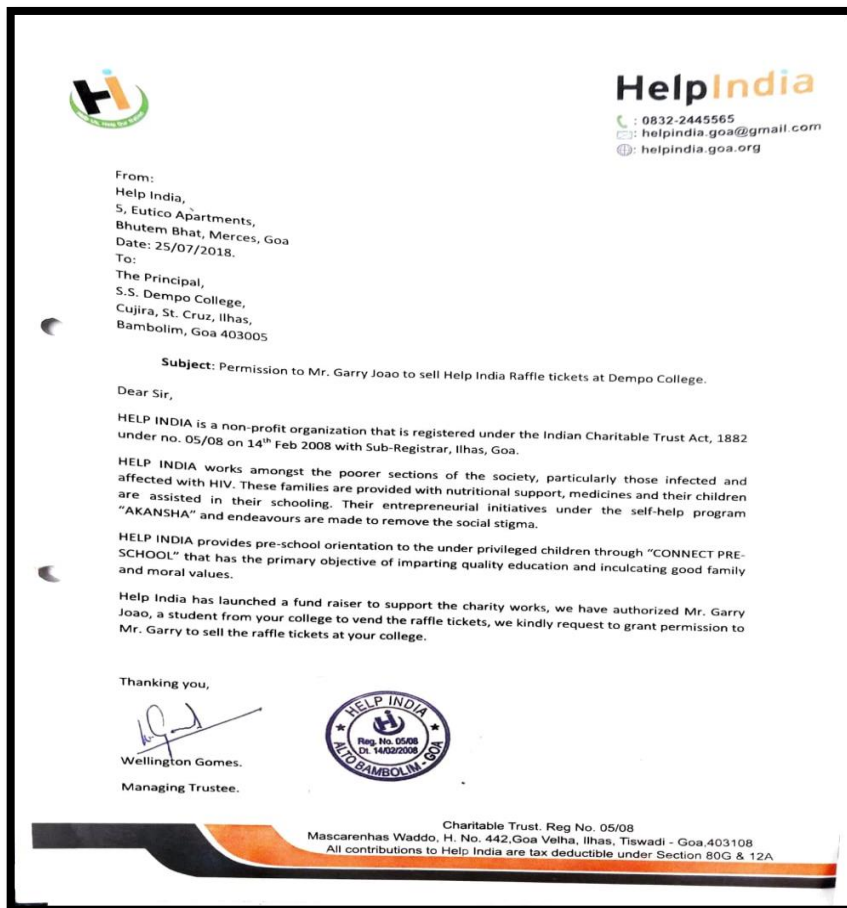 Hi
HelpIndia
: 0832-2445565
: helpindia.goa@gmail.com
: helpindia.goa.org
From:
Help India,
5, Eutico Apartments,
Bhutem Bhat, Merces, Goa
Date: 25/07/2018.
To:
The Principal,
S.S. Dempo College,
Cujira, St. Cruz, Ilhas,
Bambolim, Goa 403005
Subject: Permission to Mr. Garry Joao to sell Help India Raffle tickets at Dempo College.
Dear Sir,
HELP INDIA is a non-profit organization that is registered under the Indian Charitable Trust Act, 1882
under no. 05/08 on 14th Feb 2008 with Sub-Registrar, Ilhas, Goa.
HELP INDIA works amongst the poorer sections of the society, particularly those infected and
affected with HIV. These families are provided with nutritional support, medicines and their children
are assisted in their schooling. Their entrepreneurial initiatives under the self-help program
“AKANSHA” and endeavours are made to remove the social stigma.
HELP INDIA provides pre-school orientation to the under privileged children through “CONNECT PRE-
SCHOOL” that has the primary objective of imparting quality education and inculcating good family
and moral values.
Help India has launched a fund raiser to support the charity works, we have authorized Mr. Garry
Joao, a student from your college to vend the raffle tickets, we kindly request to grant permission to
Mr. Garry to sell the raffle tickets at your college.
Thanking you,
HELP INDIA
Reg. No. 05/08
Dt. 14/02/2008
ALTO BAMBOLIM - GOA
Wellington Gomes.
Managing Trustee.
Charitable Trust. Reg No. 05/08
Mascarenhas Waddo, H. No. 442,Goa Velha, Ilhas, Tiswadi - Goa,403108
All contributions to Help India are tax deductible under Section 80G & 12A